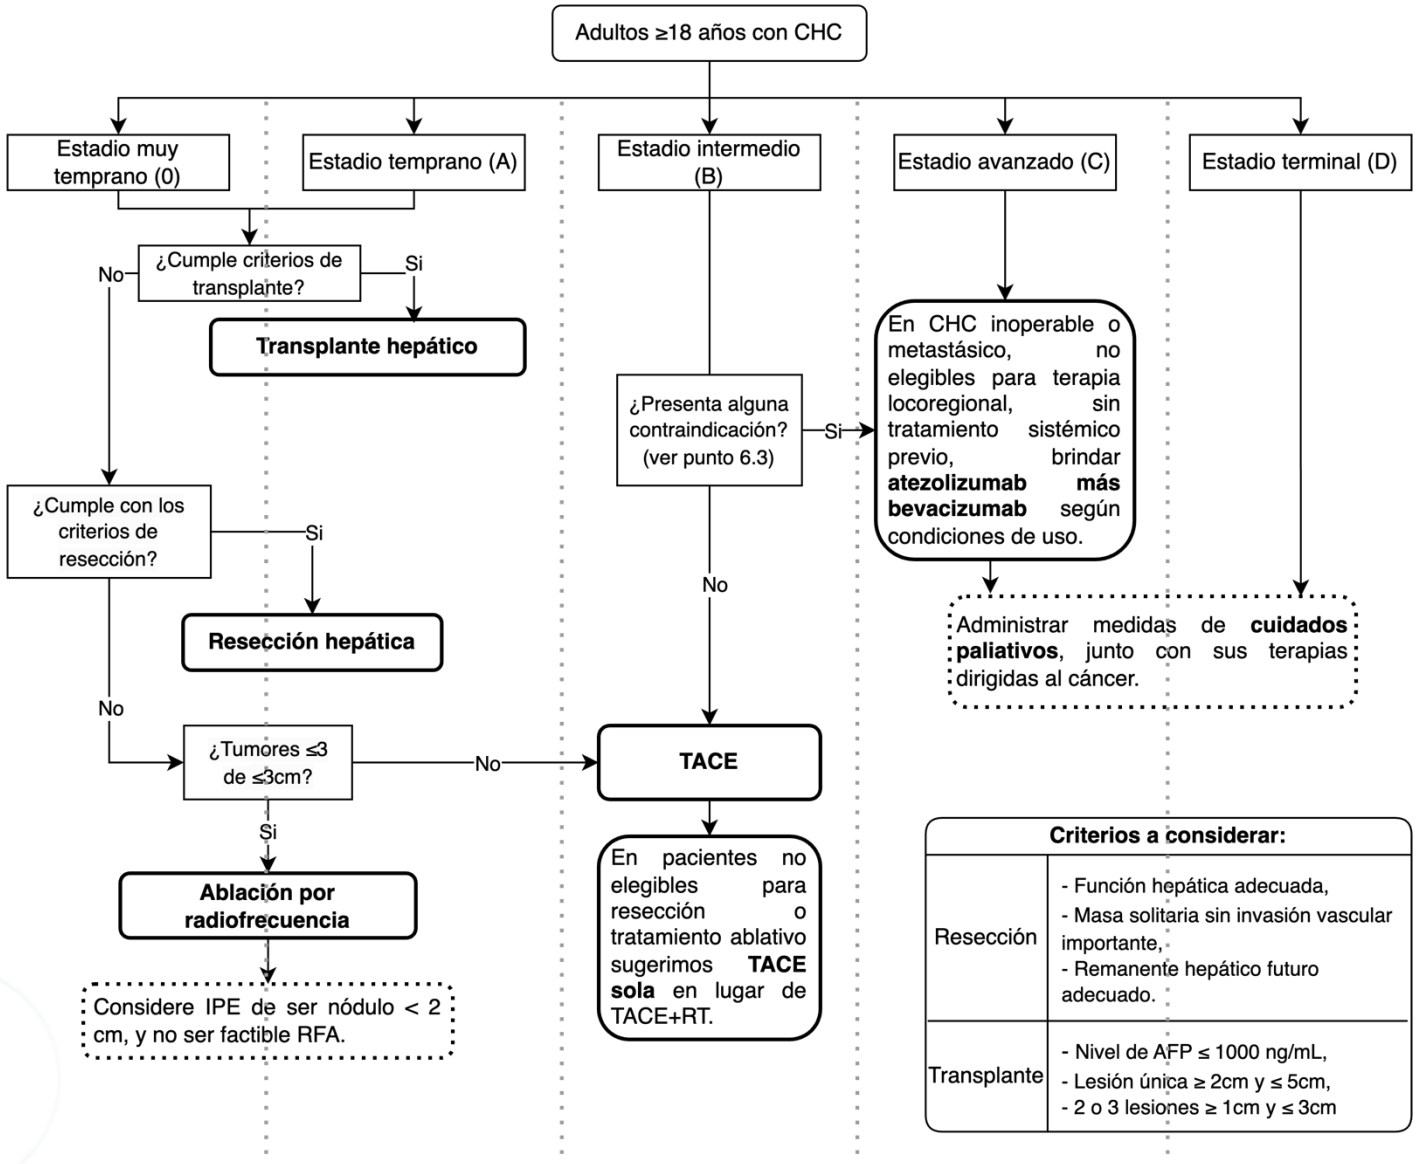 Adultos ≥18 años con CHC
Estadio muy
temprano (0)
Estadio temprano (A)
Estadio intermedio
(B)
Estadio avanzado (C)
Estadio terminal (D)
¿Cumple criterios de
transplante?
No
Si
Transplante hepático
¿Cumple con los
criterios de
resección?
Si
Resección hepática
No
¿Tumores ≤3
de ≤3cm?
No
Si
Ablación por
radiofrecuencia
Considere IPE de ser nódulo < 2
cm, y no ser factible RFA.
¿Presenta alguna
contraindicación?
(ver punto 6.3)
Si
No
TACE
En pacientes no
elegibles para
resección o
tratamiento ablativo
sugerimos TACE
sola en lugar de
TACE+RT.
En CHC inoperable o
metastásico, no
elegibles para terapia
locoregional, sin
tratamiento sistémico
previo, brindar
atezolizumab más
bevacizumab según
condiciones de uso.
Administrar medidas de cuidados
paliativos, junto con sus terapias
dirigidas al cáncer.
Criterios a considerar:
Resección
- Función hepática adecuada,
- Masa solitaria sin invasión vascular
importante,
- Remanente hepático futuro
adecuado.
Transplante
- Nivel de AFP ≤ 1000 ng/mL,
- Lesión única ≥ 2cm y ≤ 5cm,
- 2 o 3 lesiones ≥ 1cm y ≤ 3cm